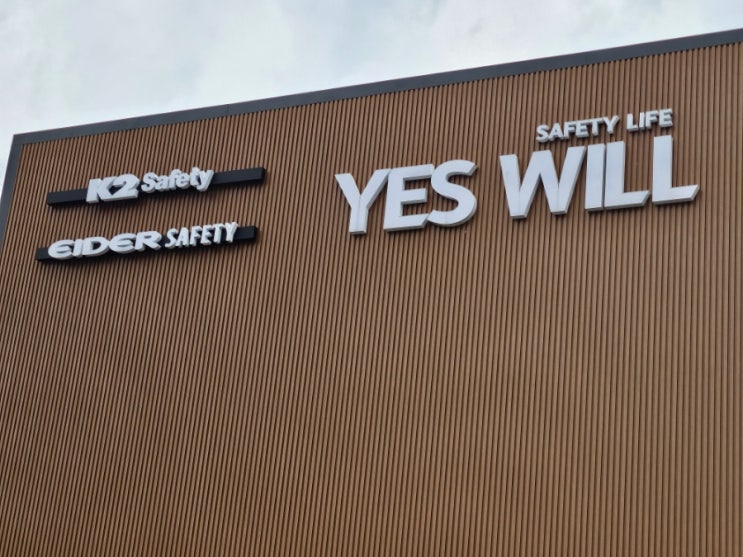 K2 Safety
EIDER SAFETY
SAFETY LIFE
YES WILL